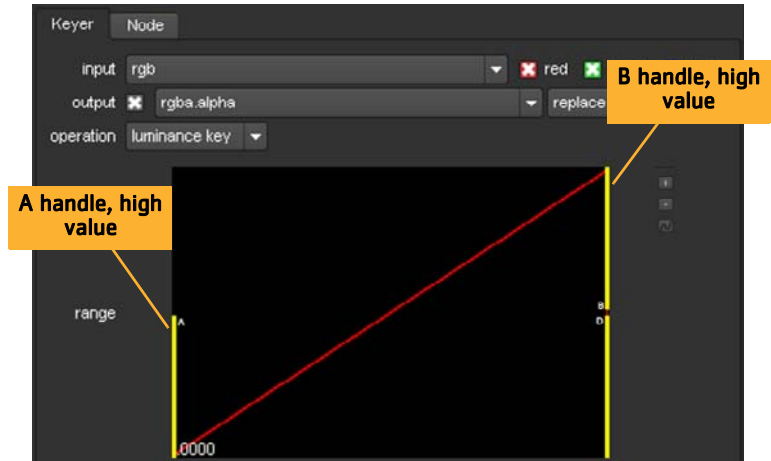 Keyer Node
input rgb red
output rgba.alpha replace
B handle, high
value
operation luminance key
A handle, high
value
range
A
B
D
.0000